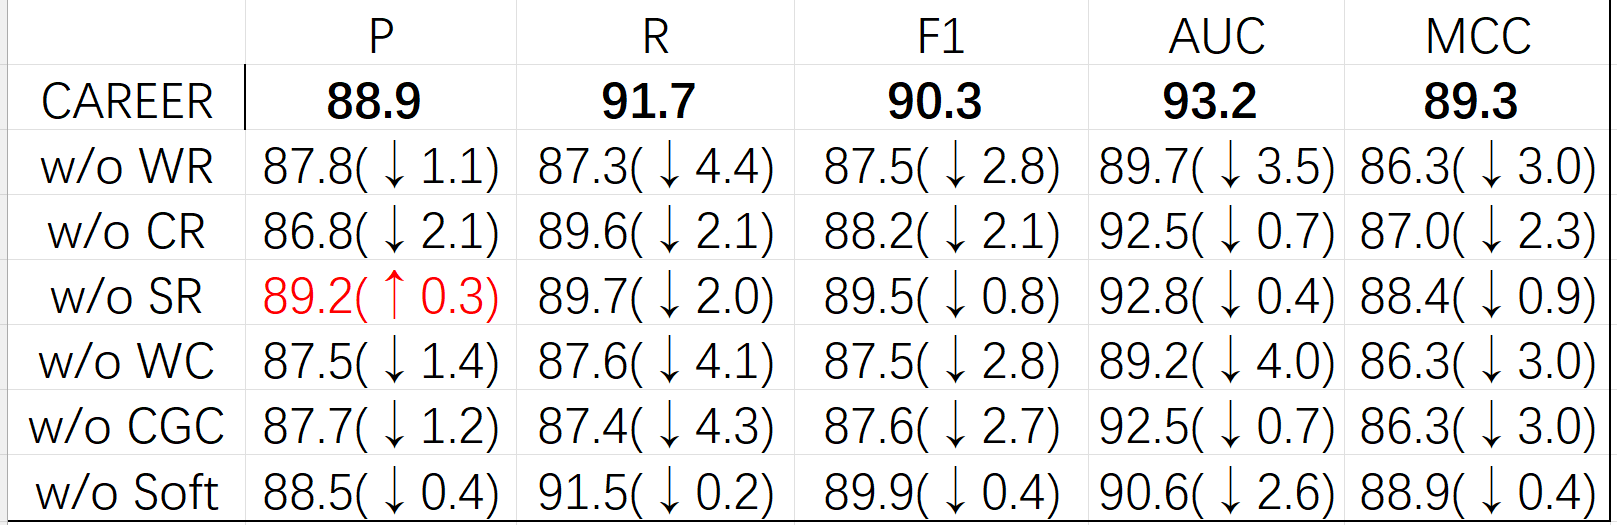 P R F1 AUC MCC
CAREER 88.9 91.7 90.3 93.2 89.3
w/o WR 87.8(↓1.1) 87.3(↓4.4) 87.5(↓2.8) 89.7(↓3.5) 86.3(↓3.0)
w/o CR 86.8(↓2.1) 89.6(↓2.1) 88.2(↓2.1) 92.5(↓0.7) 87.0(↓2.3)
w/o SR 89.2(↑0.3) 89.7(↓2.0) 89.5(↓0.8) 92.8(↓0.4) 88.4(↓0.9)
w/o WC 87.5(↓1.4) 87.6(↓4.1) 87.5(↓2.8) 89.2(↓4.0) 86.3(↓3.0)
w/o CGC 87.7(↓1.2) 87.4(↓4.3) 87.6(↓2.7) 92.5(↓0.7) 86.3(↓3.0)
w/o Soft 88.5(↓0.4) 91.5(↓0.2) 89.9(↓0.4) 90.6(↓2.6) 88.9(↓0.4)